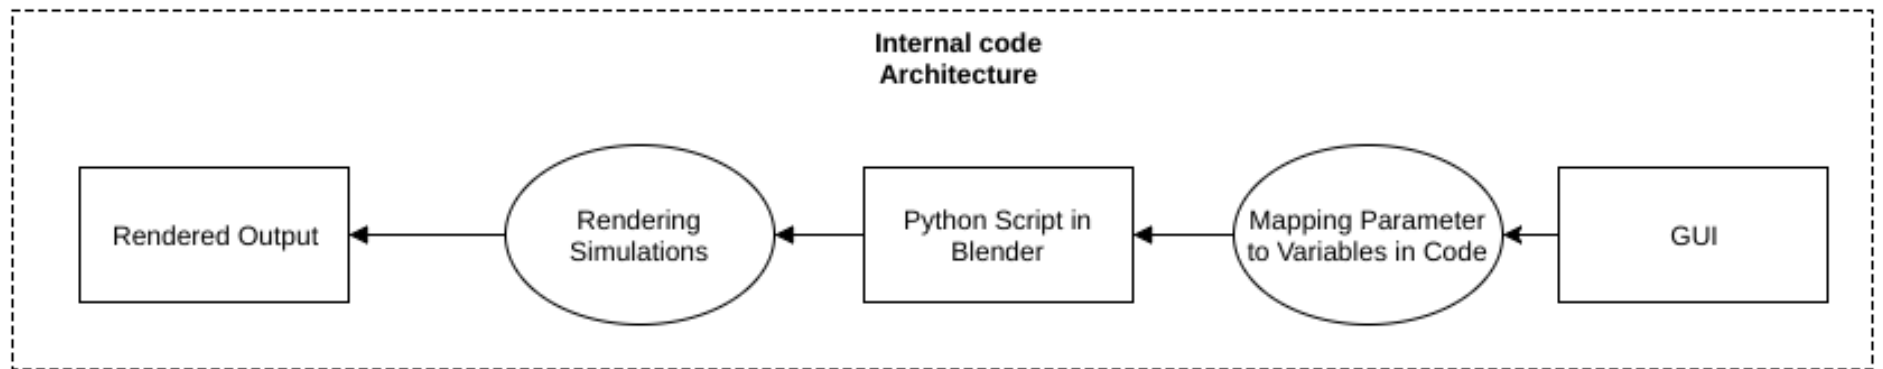 Internal code
Architecture
Rendered Output
Rendering
Simulations
Python Script in
Blender
Mapping Parameter
to Variables in Code
GUI